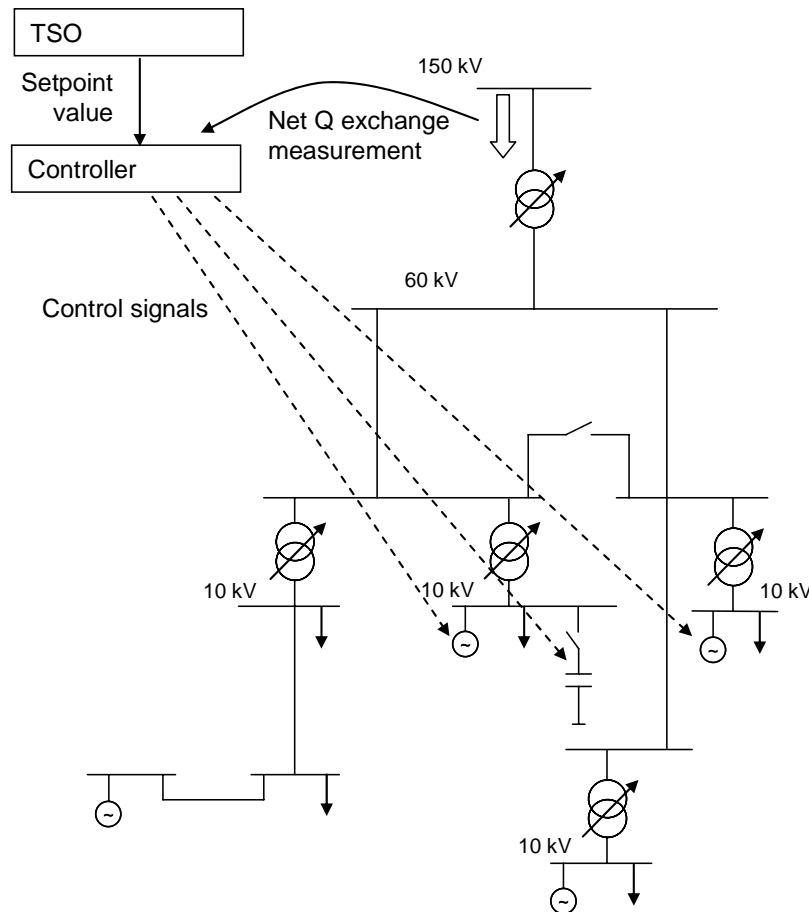 TSO
Setpoint
value
150 kV
Net Q exchange
measurement
Controller
60 kV
Control signals
10 kV
10 kV
10 kV
~
~
~
10 kV
~